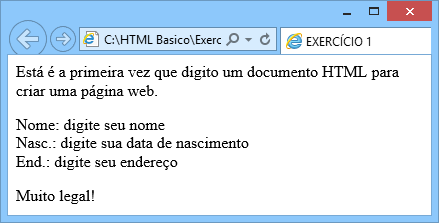 C:\HTML Basico\Exerc
EXERCÍCIO 1
Está é a primeira vez que digito um documento HTML para
criar uma página web.
Nome: digite seu nome
Nasc.: digite sua data de nascimento
End.: digite seu endereço
Muito legal!